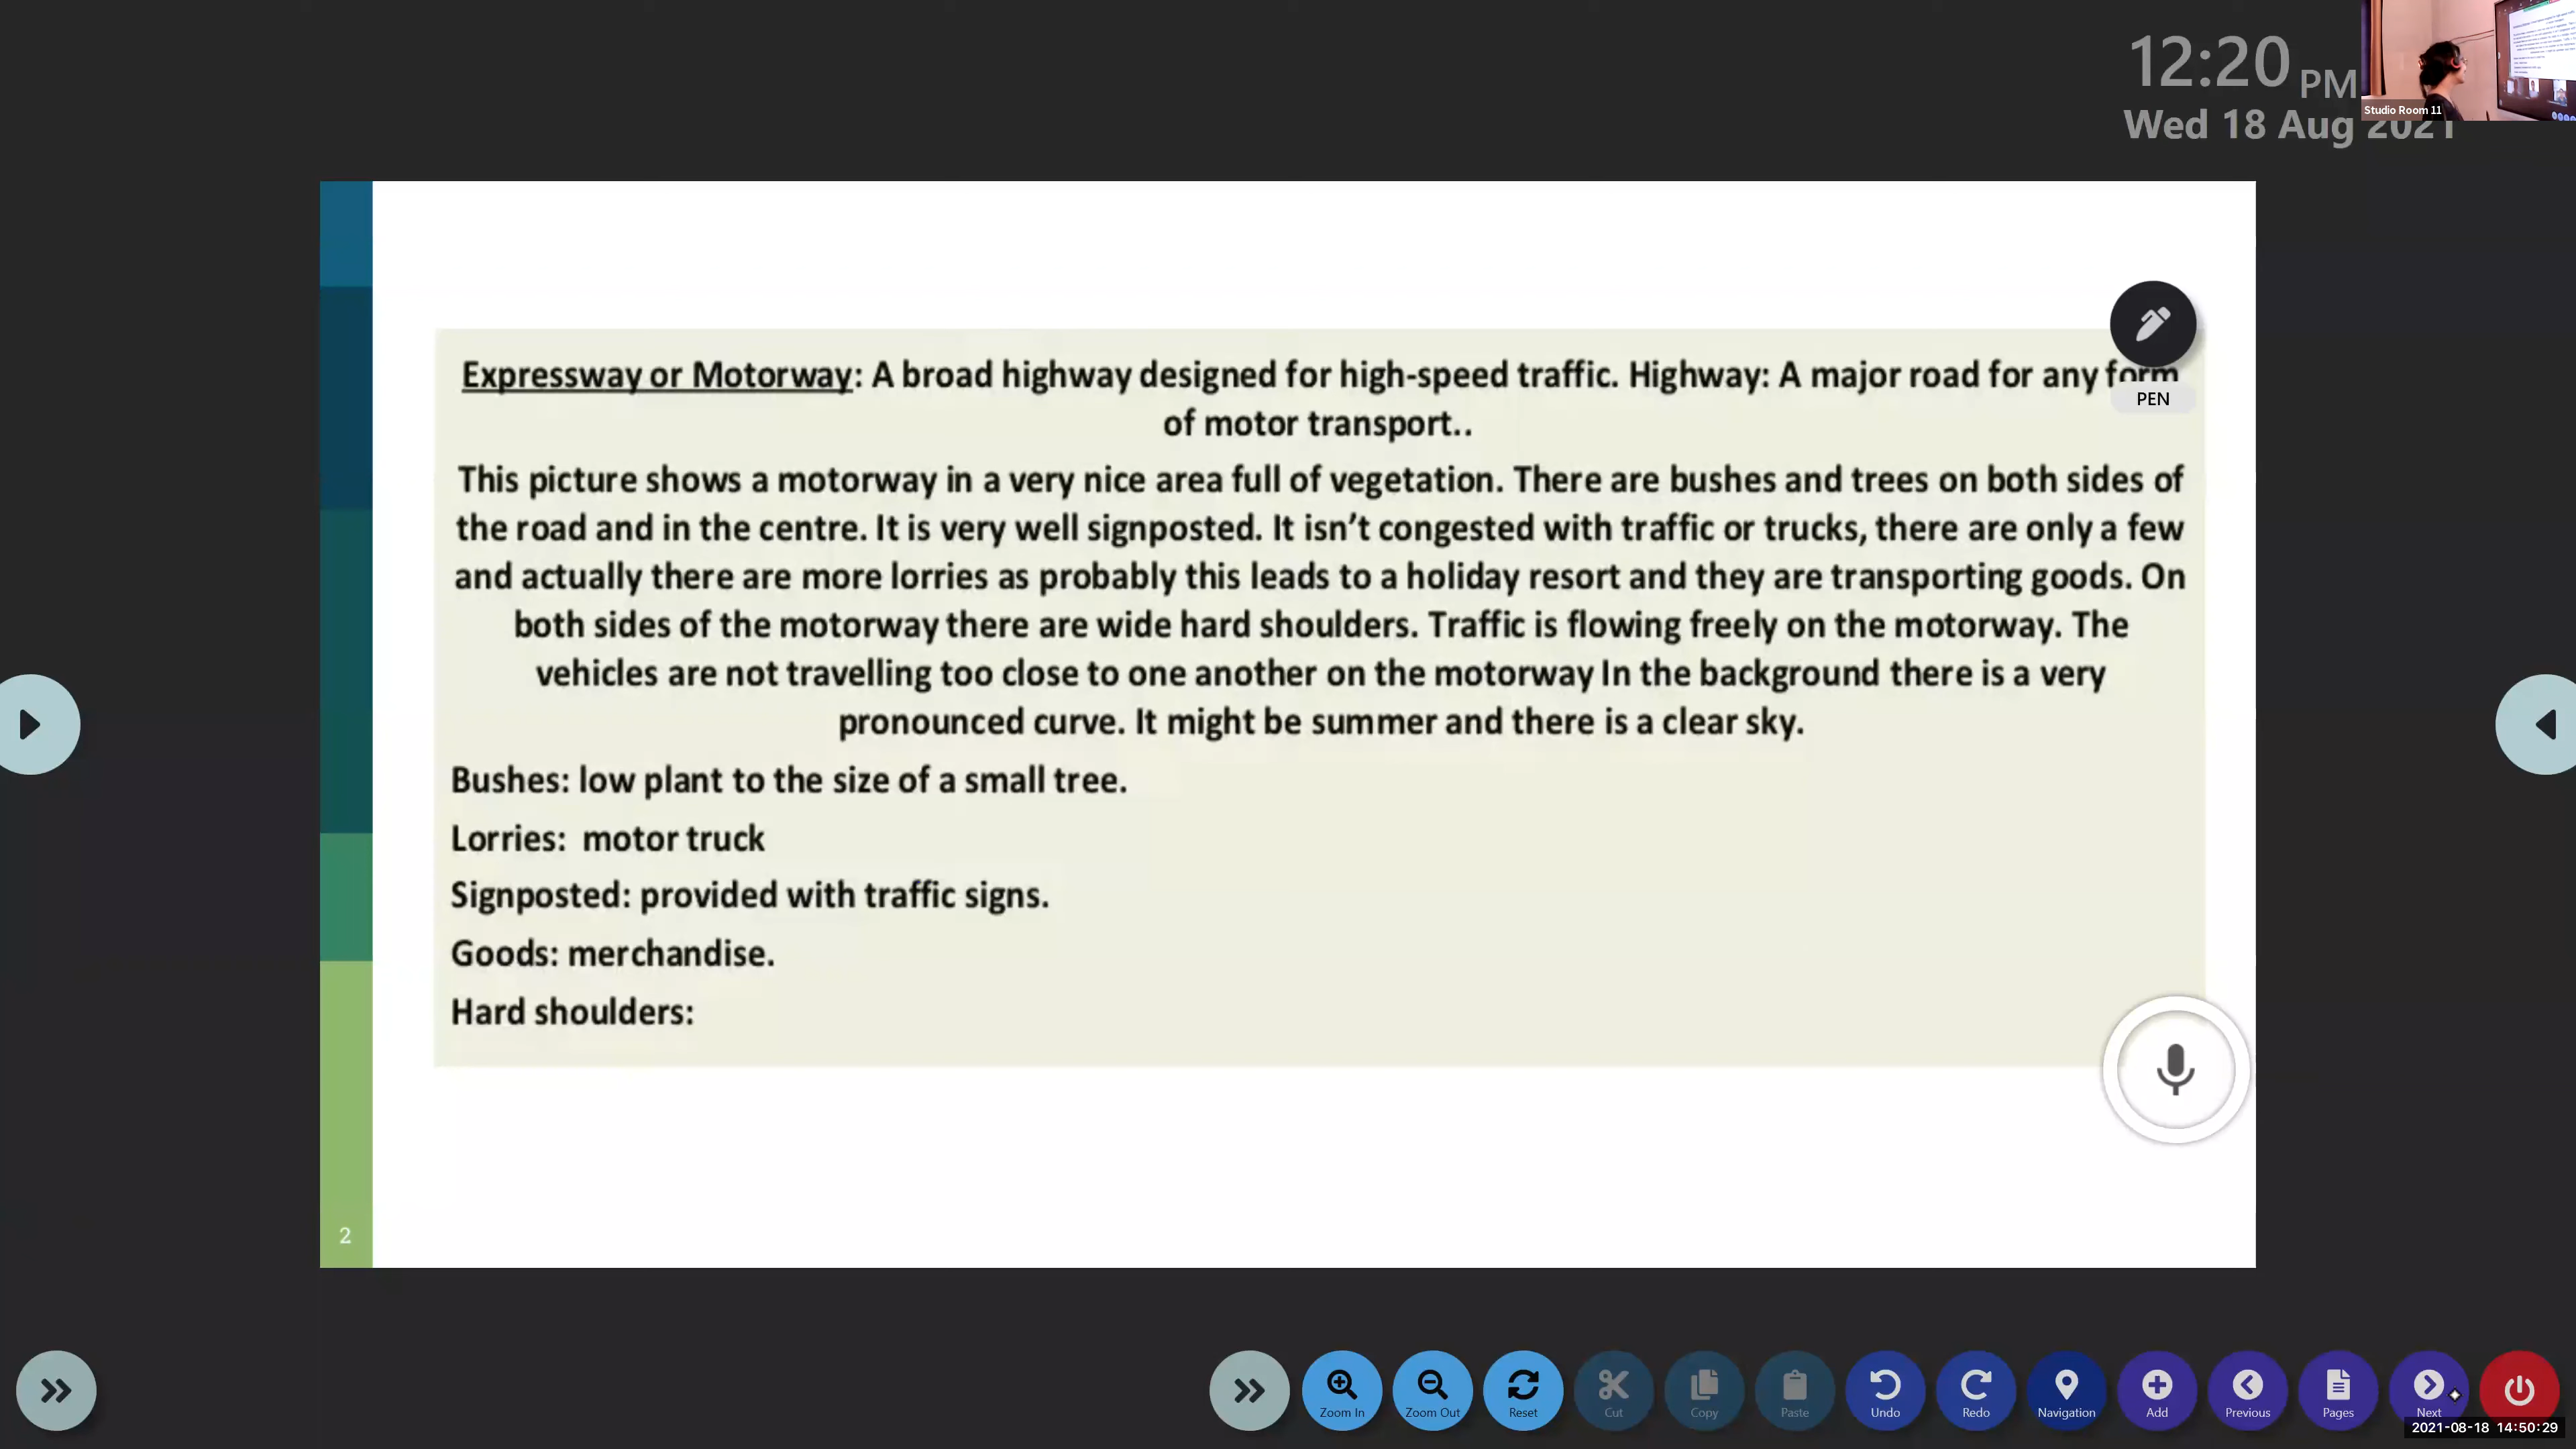 12:20 PM
Wed 18 Aug 2021
Studio Room 11
Expressway or Motorway: A broad highway designed for high-speed traffic. Highway: A major road for any form
PEN
of motor transport..
This picture shows a motorway in a very nice area full of vegetation. There are bushes and trees on both sides of
the road and in the centre. It is very well signposted. It isn't congested with traffic or trucks, there are only a few
and actually there are more lorries as probably this leads to a holiday resort and they are transporting goods. On
both sides of the motorway there are wide hard shoulders. Traffic is flowing freely on the motorway. The
vehicles are not travelling too close to one another on the motorway In the background there is a very
pronounced curve. It might be summer and there is a clear sky.
Bushes: low plant to the size of a small tree.
Lorries: motor truck
Signposted: provided with traffic signs.
Goods: merchandise.
Hard shoulders:
2
Zoom In
Zoom Out
Reset
Cut
Copy
Paste
Undo
Redo
Navigation
Add
Previous
Pages
Next
2021-08-18 14:50:29